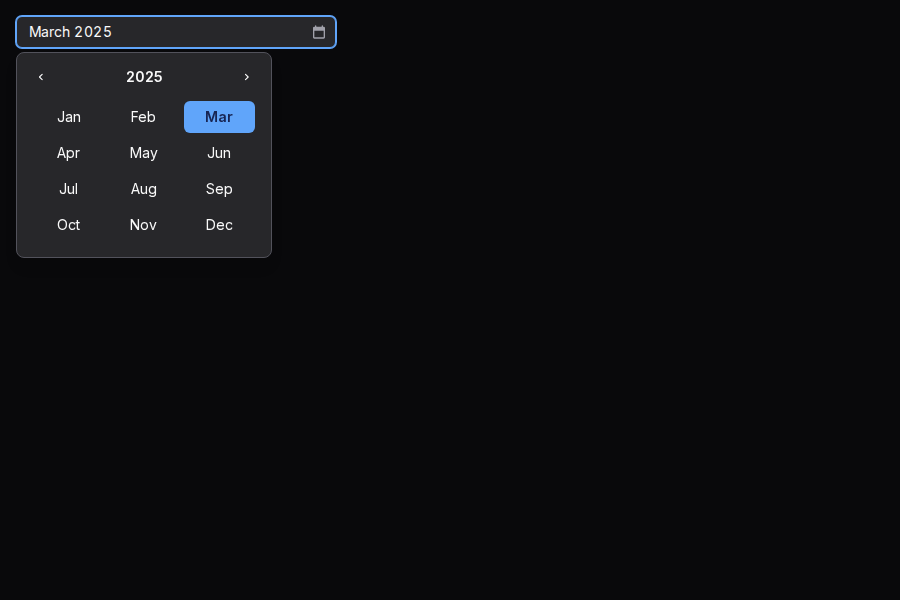 March 2025
‹ 2025 ›
Jan Feb Mar
Apr May Jun
Jul Aug Sep
Oct Nov Dec